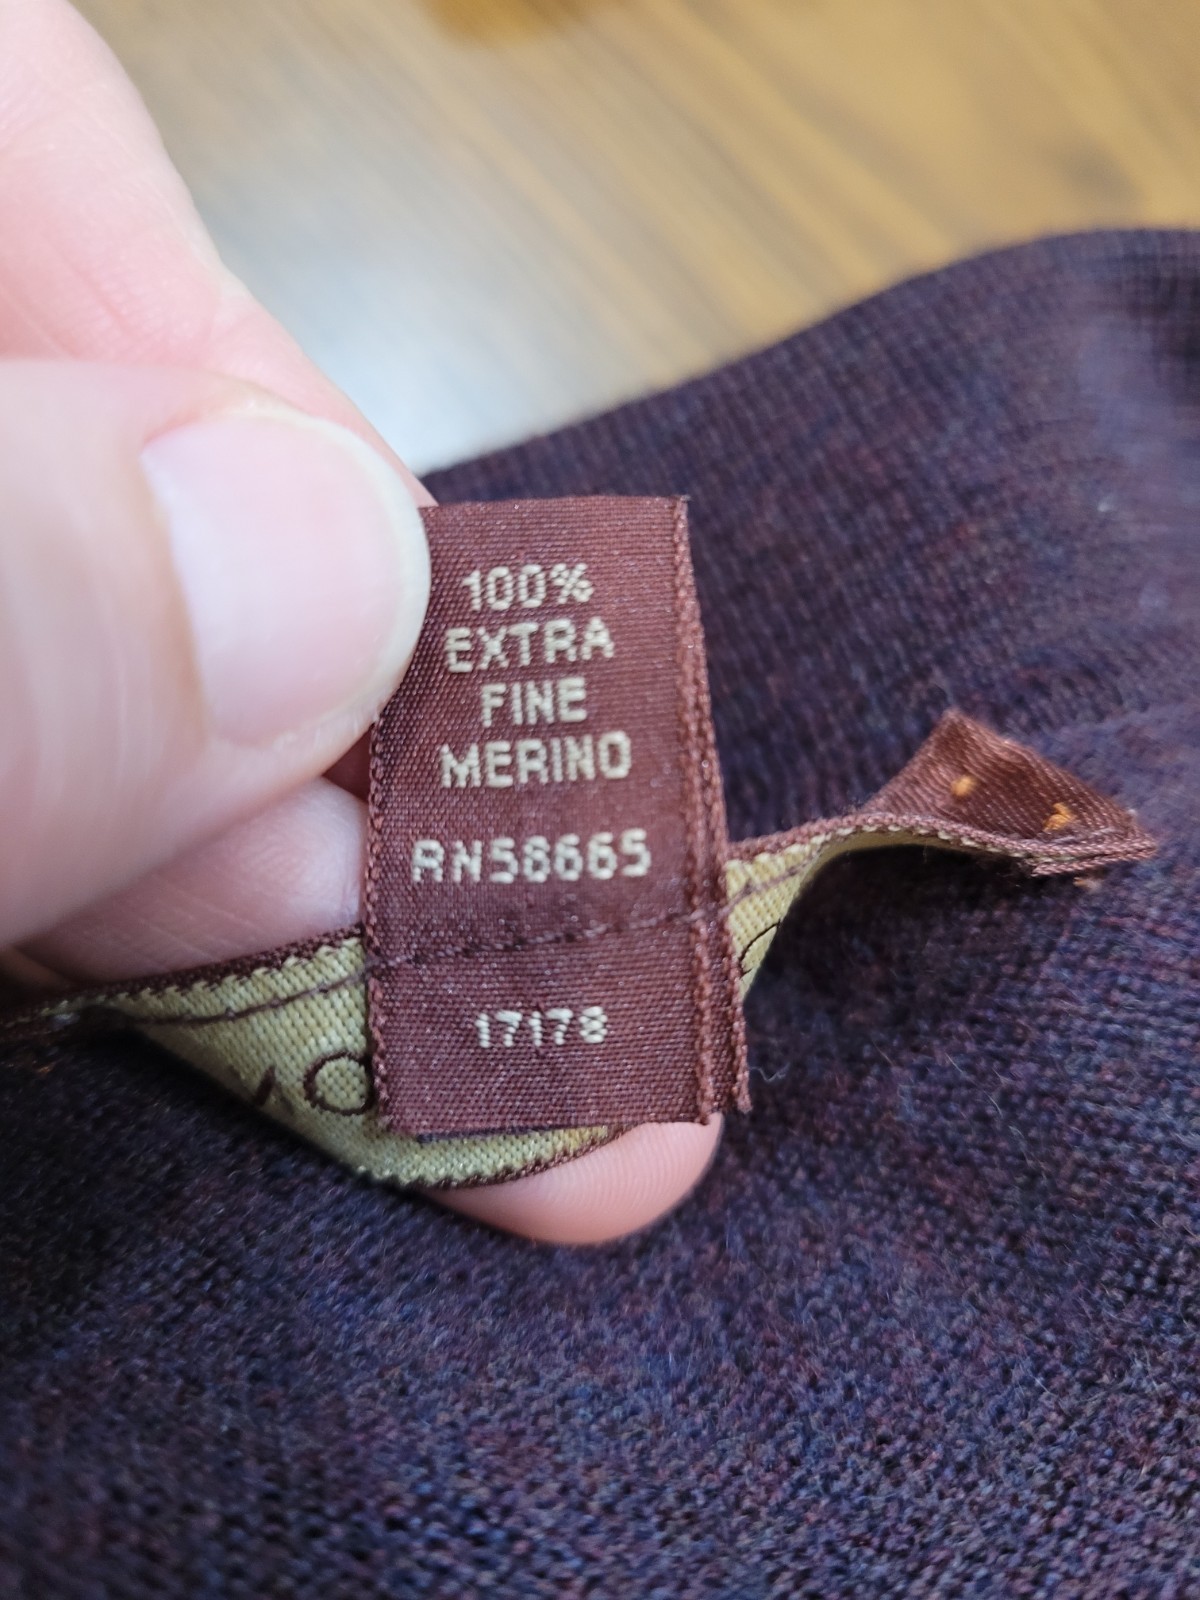 100%
EXTRA
FINE
MERINO
RN58665
17178